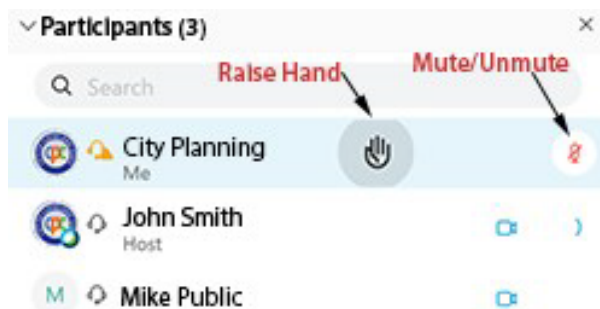 Participants (3)
Search
Raise Hand
Mute/Unmute
City Planning
Me
John Smith
Host
M
Mike Public